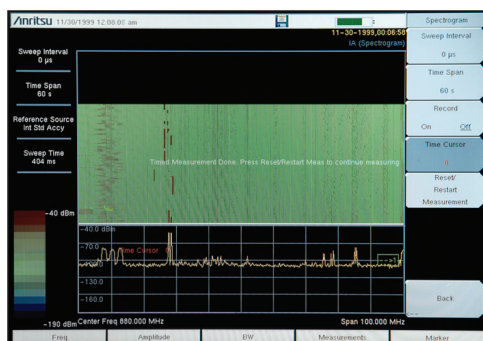 Anritsu 11/30/1999 12:08:08 am
Spectrogram
11-30-1999,00:06:58
IA (Spectrogram)
Sweep Interval
0 µs
Time Span
60 s
Reference Source
Int Std Accy
Sweep Time
404 ms
Timed Measurement Done. Press Reset/Restart Meas to continue measuring
-40 dBm
-190 dBm
-40.0 dBm
-70.0
Time Cursor
-130.0
-160.0
Center Freq 880.000 MHz
Span 100.000 MHz
Sweep Interval
0 µs
Time Span
60 s
Record
On Off
Time Cursor
0
Reset/
Restart
Measurement
Back
Freq
Amplitude
BW
Measurements
Marker